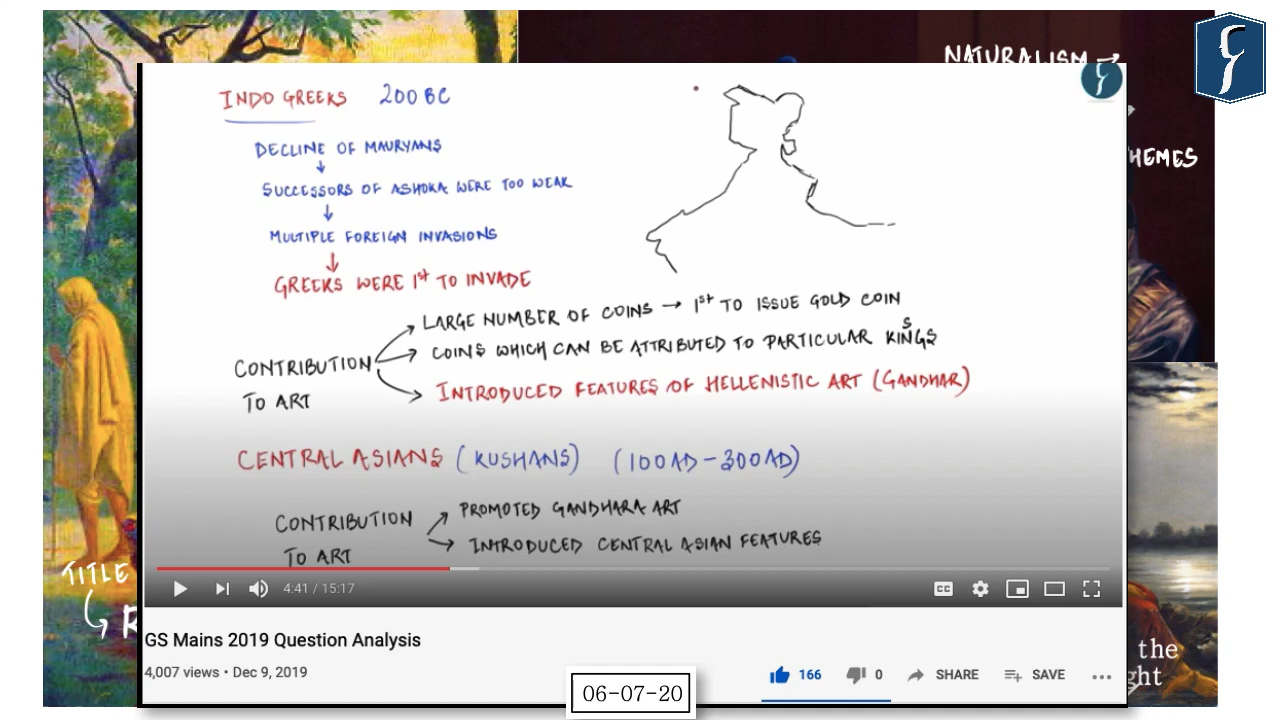 NATURALISM →
HEMES
INDO GREEKS 200 BC
DECLINE OF MAURYANS
SUCCESSORS OF ASHOKA WERE TOO WEAK
MULTIPLE FOREIGN INVASIONS
GREEKS WERE 1st TO INVADE
LARGE NUMBER OF COINS → 1st TO ISSUE GOLD COIN
S
COINS WHICH CAN BE ATTRIBUTED TO PARTICULAR KINGS
CONTRIBUTION
TO ART
INTRODUCED FEATURES OF HELLENISTIC ART (GANDHAR)
CENTRAL ASIANS (KUSHANS) (100AD-300AD)
PROMOTED GANDHARA ART
CONTRIBUTION
TO ART
INTRODUCED CENTRAL ASIAN FEATURES
TITLE
4:41 / 15:17
CC
GS Mains 2019 Question Analysis
4,007 views • Dec 9, 2019
166 0 SHARE SAVE
the
ght
06-07-20